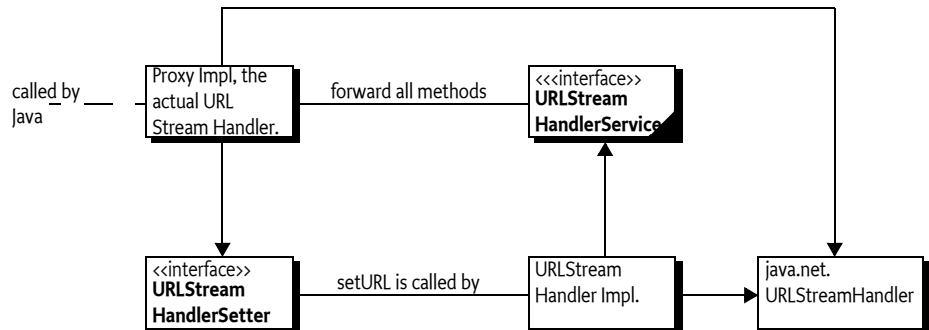 called by
Java
Proxy Impl, the
actual URL
Stream Handler.
forward all methods
<<<interface>>
URLStream
HandlerService
<<interface>>
URLStream
HandlerSetter
setURL is called by
URLStream
Handler Impl.
java.net.
URLStreamHandler